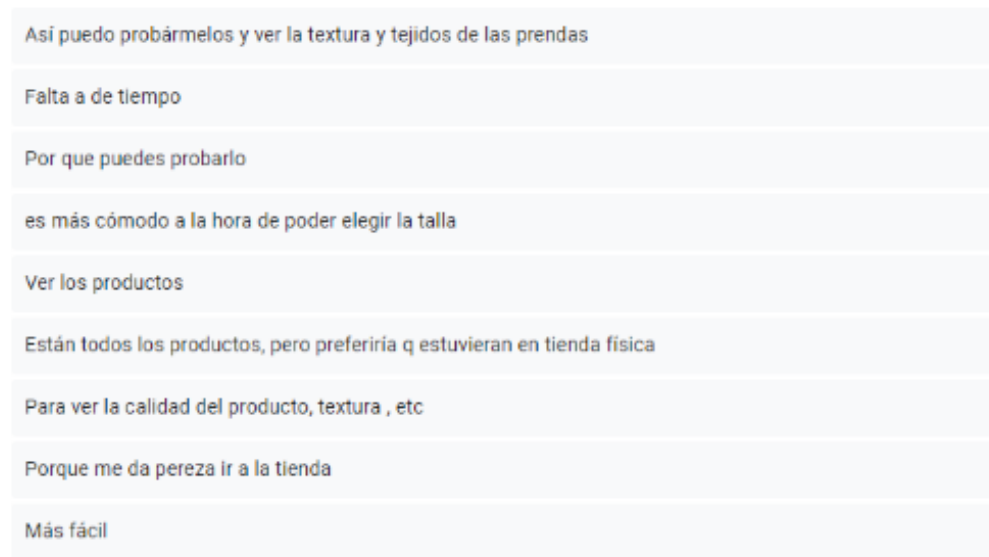 Así puedo probármelos y ver la textura y tejidos de las prendas
Falta a de tiempo
Por que puedes probarlo
es más cómodo a la hora de poder elegir la talla
Ver los productos
Están todos los productos, pero preferiría q estuvieran en tienda física
Para ver la calidad del producto, textura , etc
Porque me da pereza ir a la tienda
Más fácil